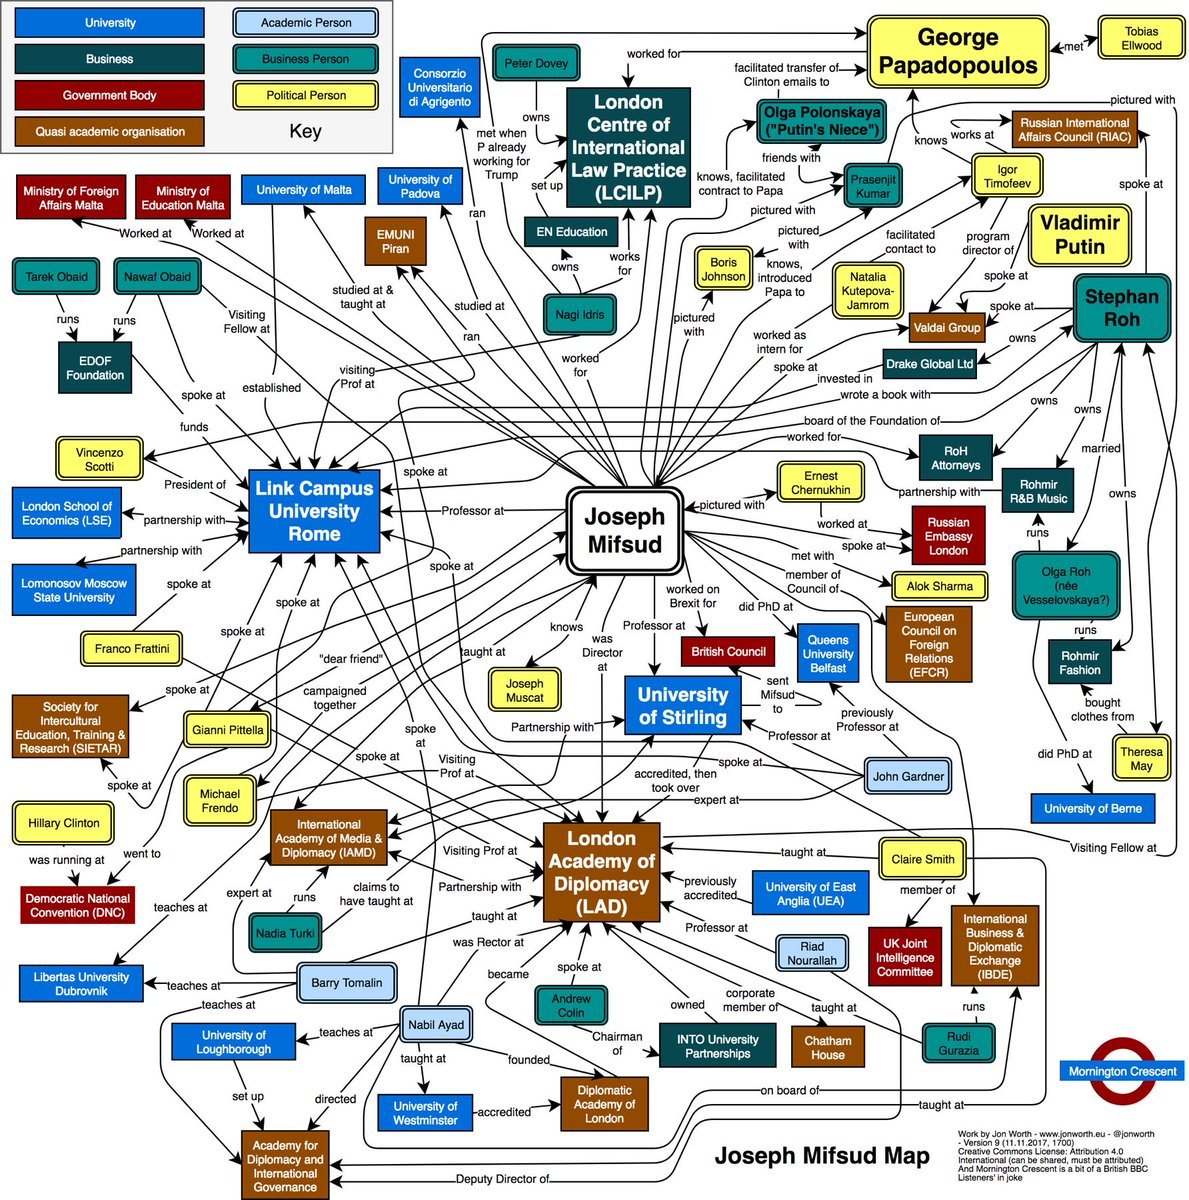 University
Academic Person
Business
Business Person
Government Body
Political Person
Quasi academic organisation
Key
Consorzio
Universitario
di Agrigento
Peter Dovey
worked for
George
Papadopoulos
met
Tobias
Ellwood
facilitated transfer of
Clinton emails to
owns
London
Centre of
International
Law Practice
(LCILP)
Olga Polonskaya
("Putin's Niece")
pictured with
Russian International
Affairs Council (RIAC)
works at
knows
met when
P already
working for
Trump
friends with
Prasenjit
Kumar
Igor
Timofeev
spoke at
knows, facilitated
contact to Papa
set up
Ministry of Foreign
Affairs Malta
Ministry of
Education Malta
University of Malta
University of
Padova
EMUNI
Piran
ran
EN Education
pictured with
Vladimir
Putin
Worked at
Worked at
owns
works
for
pictured
with
facilitated
contact to
program
director of
Boris
Johnson
knows,
introduced
Papa to
Natalia
Kutepova-
Jamrom
spoke at
Tarek Obaid
Nawaf Obaid
studied at &
taught at
studied at
Nagi Idris
Stephan
Roh
runs
runs
Visiting
Fellow at
pictured
with
spoke at
Valdai Group
owns
ran
worked as
intern for
EDOF
Foundation
visiting
Prof at
worked
for
spoke at
Drake Global Ltd
invested in
established
spoke at
wrote a book with
owns
owns
funds
board of the Foundation of
worked for
married
Vincenzo
Scotti
RoH
Attorneys
President of
spoke at
Ernest
Chernukhin
partnership with
Rohmir
R&B Music
owns
London School of
Economics (LSE)
partnership with
Link Campus
University
Rome
Professor at
Joseph
Mifsud
pictured with
worked at
spoke at
Russian
Embassy
London
runs
partnership with
Lomonosov Moscow
State University
spoke at
spoke at
met with
member of
Council of
Alok Sharma
Olga Roh
(née
Vesselovskaya?)
spoke at
worked on
Brexit for
did PhD at
European
Council on
Foreign
Relations
(EFCR)
spoke at
knows
was
Director
at
Professor at
Queens
University
Belfast
runs
Franco Frattini
"dear friend"
taught at
British Council
Rohmir
Fashion
spoke at
campaigned
together
Joseph
Muscat
University
of Stirling
sent
Mifsud
to
bought
clothes from
Society for
Intercultural
Education, Training &
Research (SIETAR)
Gianni Pittella
Partnership with
previously
Professor at
spoke
at
Professor at
did PhD at
Theresa
May
spoke at
Visiting
Prof at
spoke at
accredited, then
took over
John Gardner
spoke at
Michael
Frendo
expert at
University of Berne
Hillary Clinton
International
Academy of Media &
Diplomacy (IAMD)
London
Academy of
Diplomacy
(LAD)
was running at
went to
Visiting Prof at
taught at
Claire Smith
Visiting Fellow at
Democratic National
Convention (DNC)
expert at
runs
claims to
have taught at
Partnership with
previously
accredited
University of East
Anglia (UEA)
member of
teaches at
taught at
Professor at
International
Business &
Diplomatic
Exchange
(IBDE)
Nadia Turki
was Rector at
Riad
Nourallah
UK Joint
Intelligence
Committee
Libertas University
Dubrovnik
teaches at
Barry Tomalin
became
spoke at
teaches at
Andrew
Colin
owned
corporate
member of
taught at
runs
University of
Loughborough
teaches at
Nabil Ayad
Chairman
of
INTO University
Partnerships
Chatham
House
Rudi
Gurazia
taught at
founded
Mornington Crescent
set up
directed
University of
Westminster
accredited
Diplomatic
Academy of
London
on board of
taught at
Academy for
Diplomacy and
International
Governance
Deputy Director of
Joseph Mifsud Map
Work by Jon Worth - www.jonworth.eu - @jonworth
- Version 9 (11.11.2017, 1700)
Creative Commons License: Attribution 4.0
International (can be shared, must be attributed)
And Mornington Crescent is a bit of a British BBC
Listeners' in joke